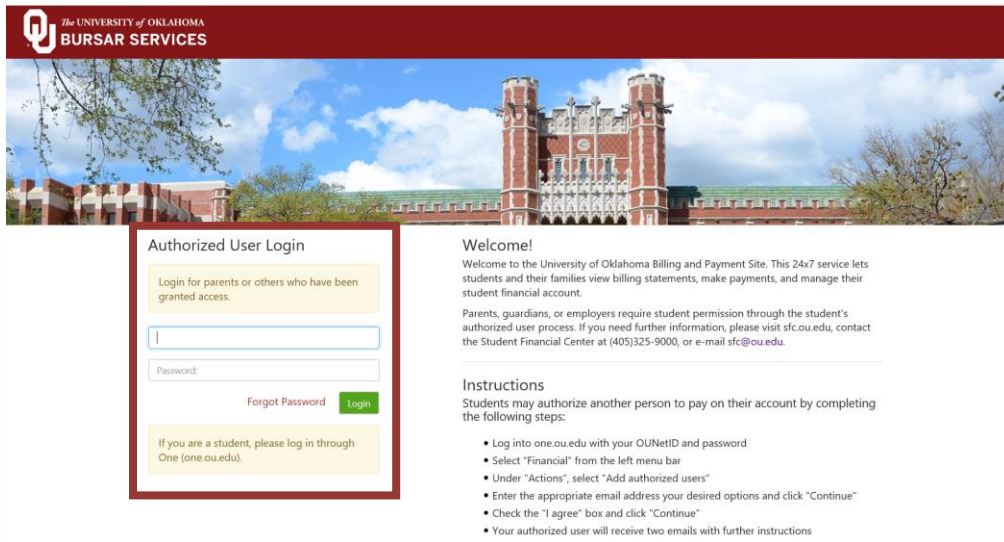 The UNIVERSITY of OKLAHOMA
BURSAR SERVICES
Authorized User Login
Login for parents or others who have been
granted access.
Password:
Forgot Password
Login
If you are a student, please log in through
One (one.ou.edu).
Welcome!
Welcome to the University of Oklahoma Billing and Payment Site. This 24x7 service lets
students and their families view billing statements, make payments, and manage their
student financial account.
Parents, guardians, or employers require student permission through the student's
authorized user process. If you need further information, please visit sfc.ou.edu, contact
the Student Financial Center at (405)325-9000, or e-mail sfc@ou.edu.
Instructions
Students may authorize another person to pay on their account by completing
the following steps:
• Log into one.ou.edu with your OUNetID and password
• Select "Financial" from the left menu bar
• Under "Actions", select "Add authorized users"
• Enter the appropriate email address your desired options and click "Continue"
• Check the "I agree" box and click "Continue"
• Your authorized user will receive two emails with further instructions